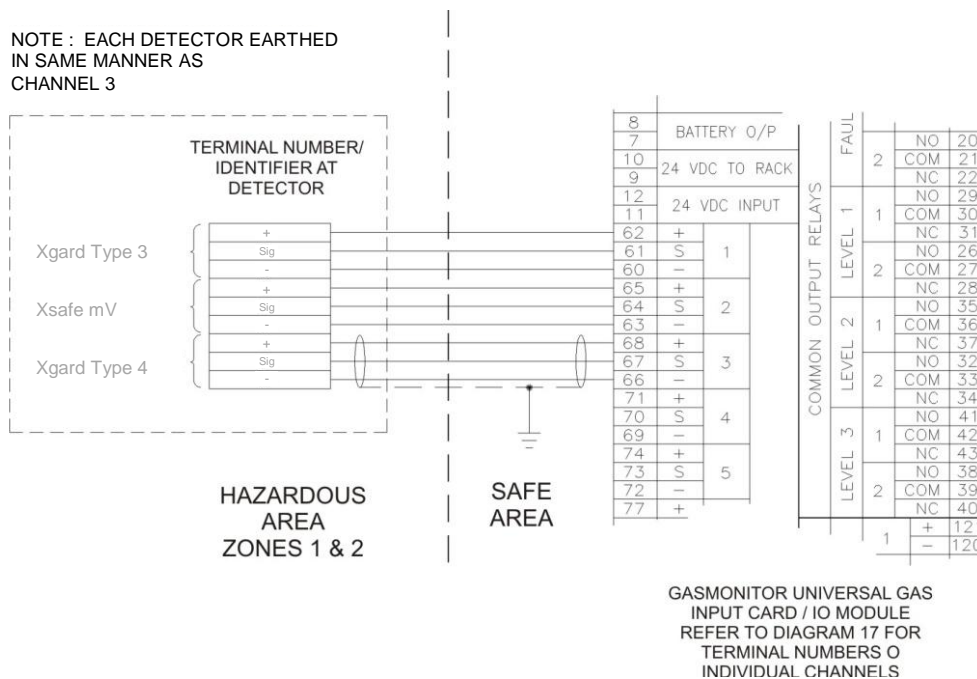 NOTE : EACH DETECTOR EARTHED
IN SAME MANNER AS
CHANNEL 3
TERMINAL NUMBER/
IDENTIFIER AT
DETECTOR
Xgard Type 3
+
Sig
-
Xsafe mV
+
Sig
-
Xgard Type 4
+
Sig
-
HAZARDOUS
AREA
ZONES 1 & 2
SAFE
AREA
8
7
BATTERY O/P
10
9
24 VDC TO RACK
12
11
24 VDC INPUT
62 +
61 S 1
60 −
65 +
64 S 2
63 −
68 +
67 S 3
66 −
71 +
70 S 4
69 −
74 +
73 S 5
72 −
77 +
COMMON OUTPUT RELAYS
FAUL
2
NO 20
COM 21
NC 22
LEVEL 1
1
NO 29
COM 30
NC 31
2
NO 26
COM 27
NC 28
LEVEL 2
1
NO 35
COM 36
NC 37
2
NO 32
COM 33
NC 34
LEVEL 3
1
NO 41
COM 42
NC 43
2
NO 38
COM 39
NC 40
1
+ 12
− 120
GASMONITOR UNIVERSAL GAS
INPUT CARD / IO MODULE
REFER TO DIAGRAM 17 FOR
TERMINAL NUMBERS O
INDIVIDUAL CHANNELS